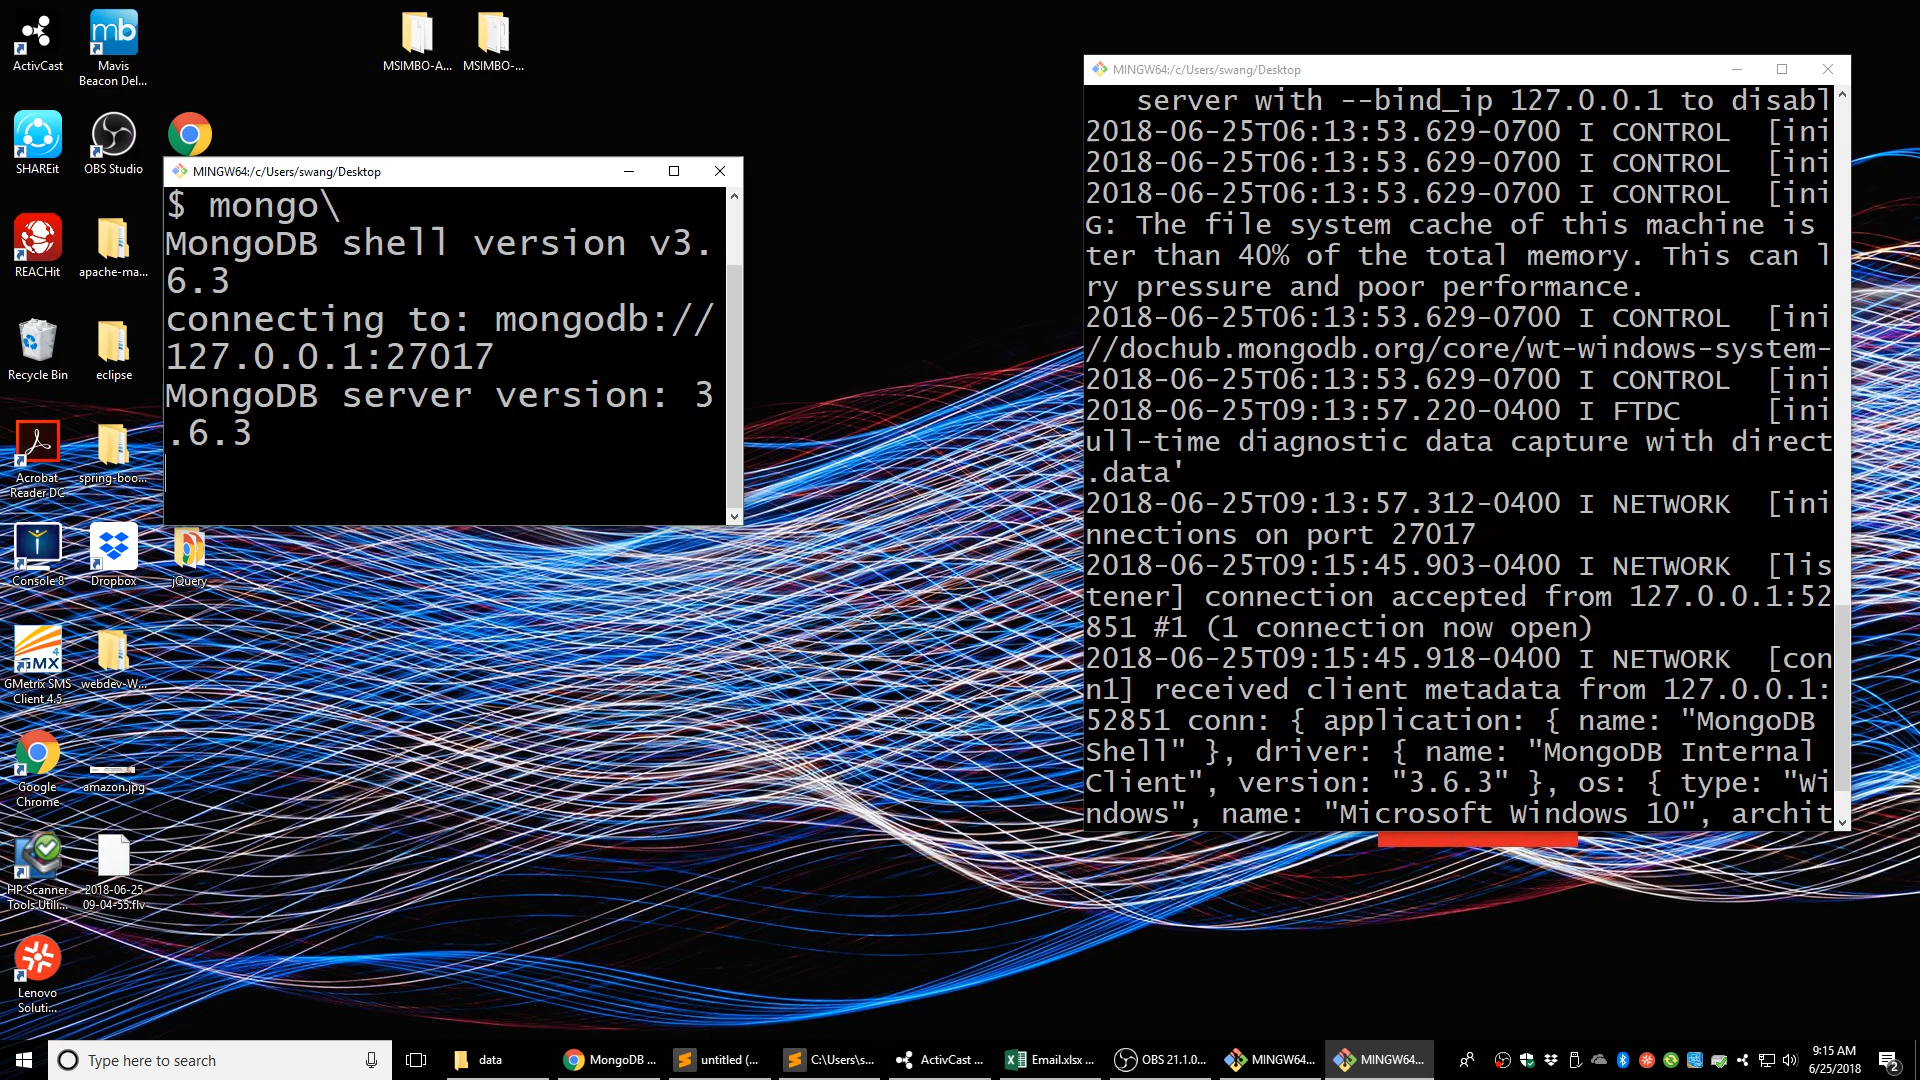 ActivCast
mb
Mavis
Beacon Del...
MSIMBO-A...
MSIMBO-...
SHAREit
OBS Studio
REACHit
apache-ma...
Recycle Bin
eclipse
Acrobat
Reader DC
spring-boo...
Console 8
Dropbox
jQuery
4
GMX
GMetrix SMS
Client 4.5
webdev-W...
Google
Chrome
amazon.jpg
HP Scanner
Tools Utili...
2018-06-25
09-04-55.flv
Lenovo
Soluti...
MINGW64:/c/Users/swang/Desktop
$ mongo\
MongoDB shell version v3.
6.3
connecting to: mongodb://
127.0.0.1:27017
MongoDB server version: 3
.6.3
MINGW64:/c/Users/swang/Desktop
server with --bind_ip 127.0.0.1 to disabl
2018-06-25T06:13:53.629-0700 I CONTROL  [ini
2018-06-25T06:13:53.629-0700 I CONTROL  [ini
2018-06-25T06:13:53.629-0700 I CONTROL  [ini
G: The file system cache of this machine is
ter than 40% of the total memory. This can l
ry pressure and poor performance.
2018-06-25T06:13:53.629-0700 I CONTROL  [ini
//dochub.mongodb.org/core/wt-windows-system-
2018-06-25T06:13:53.629-0700 I CONTROL  [ini
2018-06-25T09:13:57.220-0400 I FTDC     [ini
ull-time diagnostic data capture with direct
.data'
2018-06-25T09:13:57.312-0400 I NETWORK  [ini
nnections on port 27017
2018-06-25T09:15:45.903-0400 I NETWORK  [lis
tener] connection accepted from 127.0.0.1:52
851 #1 (1 connection now open)
2018-06-25T09:15:45.918-0400 I NETWORK  [con
n1] received client metadata from 127.0.0.1:
52851 conn: { application: { name: "MongoDB
Shell" }, driver: { name: "MongoDB Internal
Client", version: "3.6.3" }, os: { type: "Wi
ndows", name: "Microsoft Windows 10", archit
Type here to search
data
MongoDB ...
untitled (...
C:\Users\s...
ActivCast ...
Email.xlsx ...
OBS 21.1.0...
MINGW64...
MINGW64...
9:15 AM
6/25/2018
2